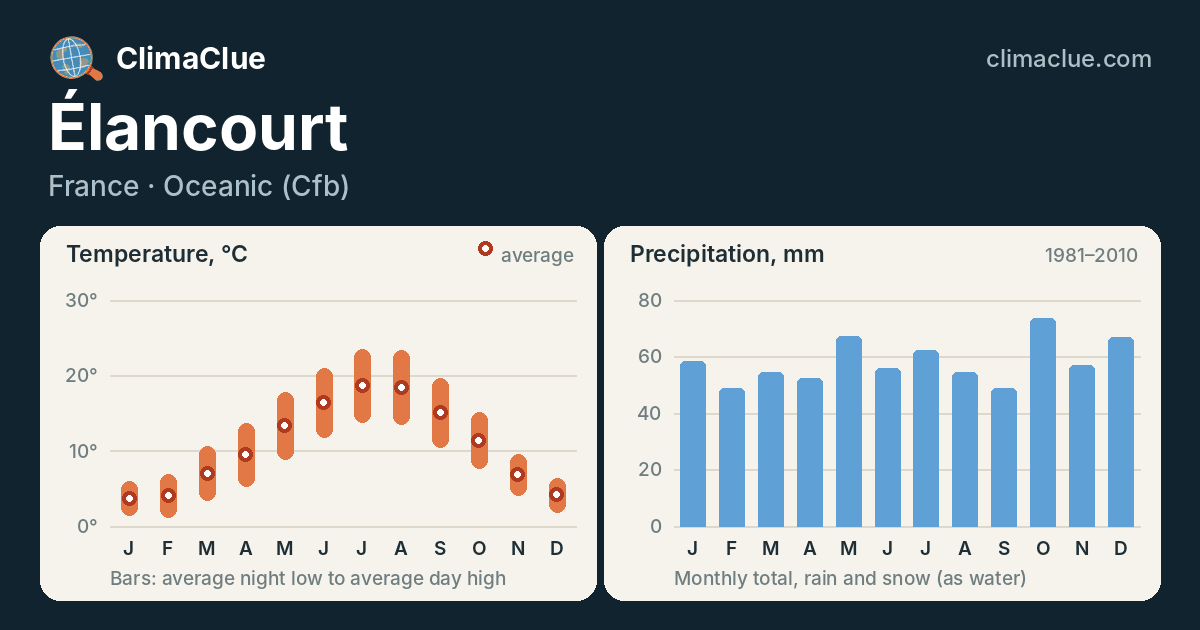 ClimaClue
climaclue.com
Élancourt
France · Oceanic (Cfb)
Temperature, °C
average
30°
20°
10°
0°
J F M A M J J A S O N D
Bars: average night low to average day high
Precipitation, mm
1981–2010
80
60
40
20
0
J F M A M J J A S O N D
Monthly total, rain and snow (as water)